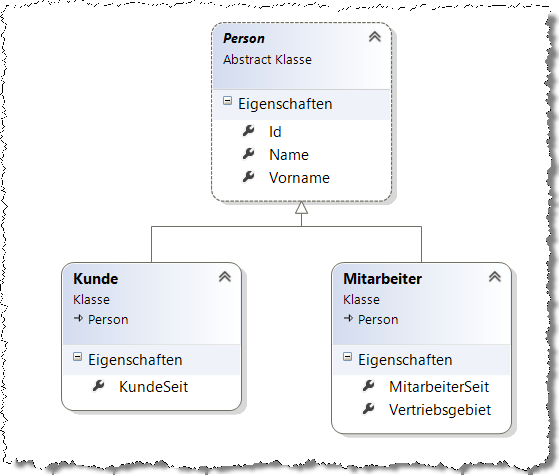 Person
Abstract Klasse
Eigenschaften
Id
Name
Vorname
Kunde
Klasse
Person
Eigenschaften
KundeSeit
Mitarbeiter
Klasse
Person
Eigenschaften
MitarbeiterSeit
Vertriebsgebiet